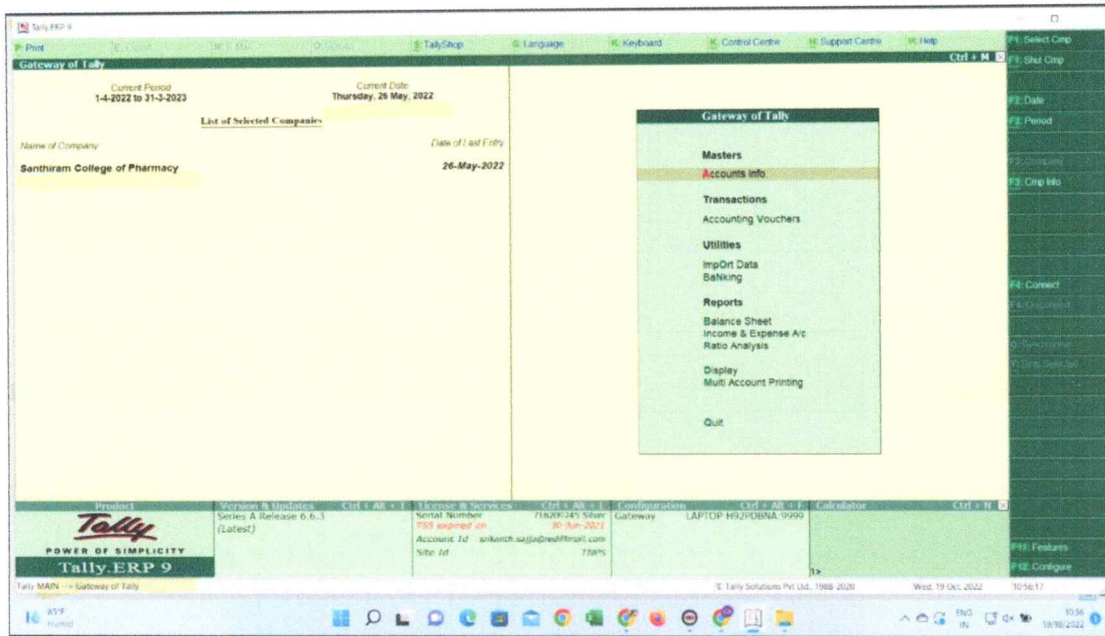 Tally.ERP 9
P: Print
S: TallyShop
G: Language
K: Keyboard
K: Control Centre
H: Support Centre
H: Help
F1: Select Cmp
F1: Shut Cmp
F2: Date
F2: Period
F3: Company
F3: Cmp Info
F4: Connect
Gateway of Tally
Ctrl + M
Current Period
1-4-2022 to 31-3-2023
Current Date
Thursday, 26 May, 2022
List of Selected Companies
Name of Company
Date of Last Entry
Santhiram College of Pharmacy
26-May-2022
Gateway of Tally
Masters
Accounts Info.
Transactions
Accounting Vouchers
Utilities
ImpOrt Data
BaNking
Reports
Balance Sheet
Income & Expense A/c
Ratio Analysis
Display
Multi Account Printing
Quit
Product
Tally
POWER OF SIMPLICITY
Tally.ERP 9
Version & Updates
Series A Release 6.6.3
(Latest)
License & Services
Serial Number
Silver
TSS expired on
30-Jun-2021
Account Id
Site Id
Configuration
Gateway
LAPTOP-H92PDBNA:9999
Calculator
Ctrl + N
1>
F11: Features
F12: Configure
Tally MAIN --> Gateway of Tally
Tally Solutions Pvt Ltd., 1988-2020
Wed, 19 Oct, 2022
10:56:17
85°F
Humid
ENG
IN
10:56
19/10/2022